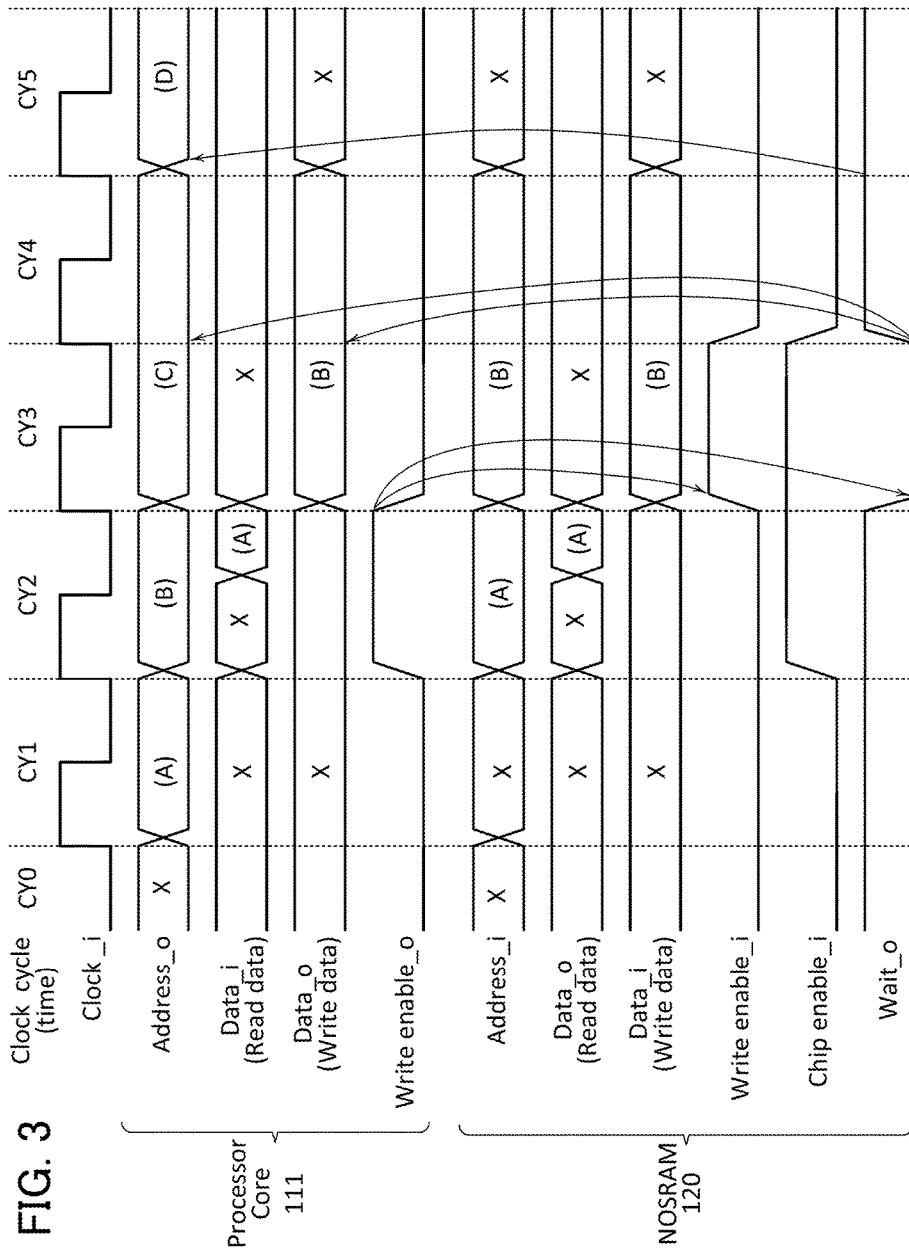 FIG. 3
Clock cycle
(time)
CY0 CY1 CY2 CY3 CY4 CY5
Clock_i
Processor
Core
111
Address_o X (A) (B) (C) (D)
Data_i
(Read data)
X X (A) X
Data_o
(Write data)
X (B) X
Write enable_o
NOSRAM
120
Address_i X X (A) (B) X
Data_o
(Read data)
X X (A) X
Data_i
(Write data)
X (B) X
Write enable_i
Chip enable_i
Wait_o